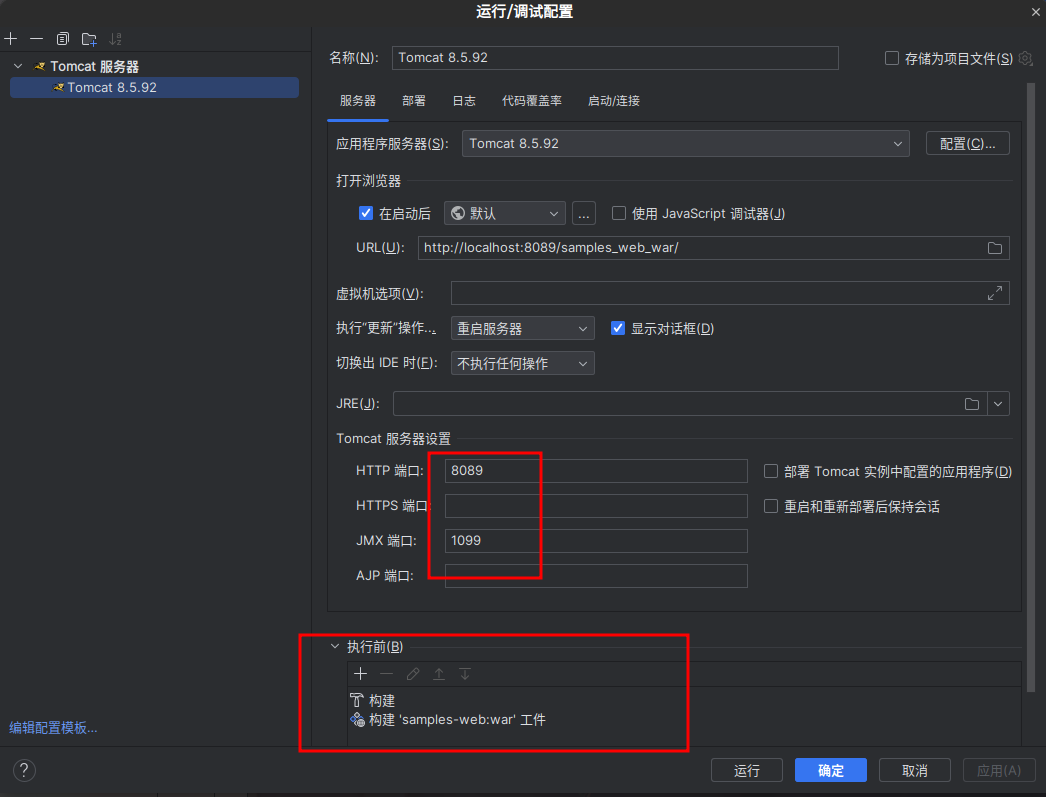 运行/调试配置
Tomcat 服务器
Tomcat 8.5.92
名称(N):
Tomcat 8.5.92
存储为项目文件(S)
服务器 部署 日志 代码覆盖率 启动/连接
应用程序服务器(S):
Tomcat 8.5.92
配置(C)...
打开浏览器
在启动后
默认
...
使用 JavaScript 调试器(J)
URL(U):
http://localhost:8089/samples_web_war/
虚拟机选项(V):
执行“更新”操作...
重启服务器
显示对话框(D)
切换出 IDE 时(F):
不执行任何操作
JRE(J):
Tomcat 服务器设置
HTTP 端口:
8089
部署 Tomcat 实例中配置的应用程序(D)
HTTPS 端口
重启和重新部署后保持会话
JMX 端口:
1099
AJP 端口:
执行前(B)
构建
构建 'samples-web:war' 工件
编辑配置模板...
?
运行
确定
取消
应用(A)